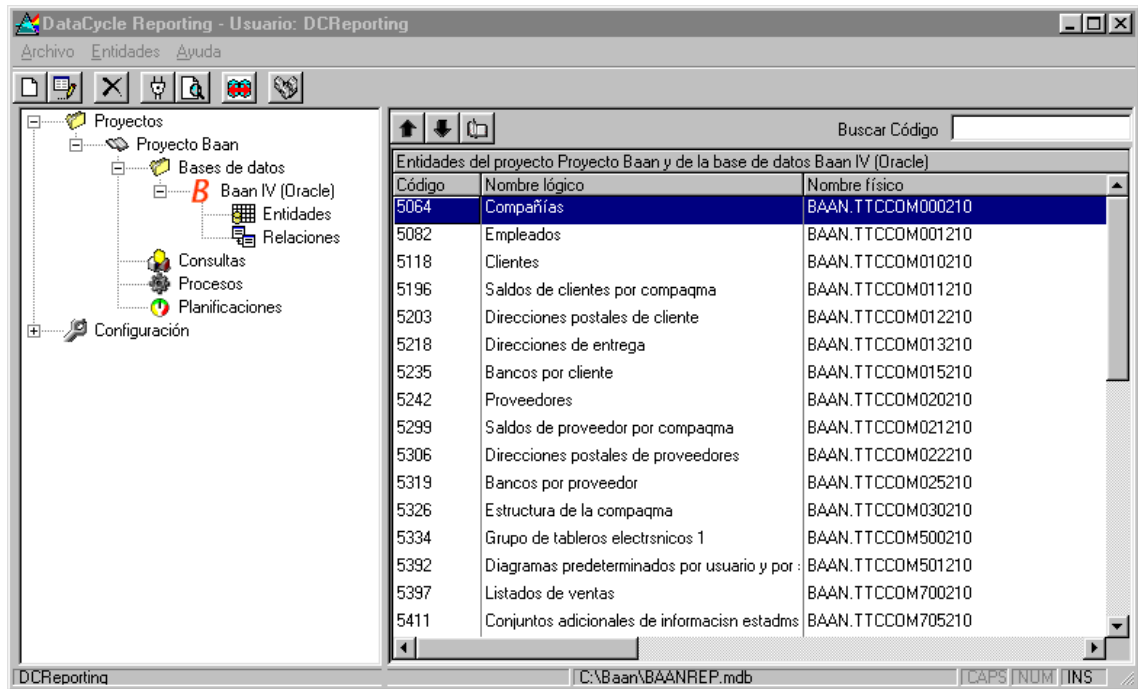 DataCycle Reporting - Usuario: DCReporting
Archivo Entidades Ayuda
Proyectos
Proyecto Baan
Bases de datos
B Baan IV (Oracle)
Entidades
Relaciones
Consultas
Procesos
Planificaciones
Configuración
Buscar Código
Entidades del proyecto Proyecto Baan y de la base de datos Baan IV (Oracle)
Código Nombre lógico Nombre físico
5064 Compañías BAAN.TTCCOM000210
5082 Empleados BAAN.TTCCOM001210
5118 Clientes BAAN.TTCCOM010210
5196 Saldos de clientes por compaqma BAAN.TTCCOM011210
5203 Direcciones postales de cliente BAAN.TTCCOM012210
5218 Direcciones de entrega BAAN.TTCCOM013210
5235 Bancos por cliente BAAN.TTCCOM015210
5242 Proveedores BAAN.TTCCOM020210
5299 Saldos de proveedor por compaqma BAAN.TTCCOM021210
5306 Direcciones postales de proveedores BAAN.TTCCOM022210
5319 Bancos por proveedor BAAN.TTCCOM025210
5326 Estructura de la compaqma BAAN.TTCCOM030210
5334 Grupo de tableros electrsnicos 1 BAAN.TTCCOM500210
5392 Diagramas predeterminados por usuario y por BAAN.TTCCOM501210
5397 Listados de ventas BAAN.TTCCOM700210
5411 Conjuntos adicionales de informacisn estadms BAAN.TTCCOM705210
DCReporting C:\Baan\BAANREP.mdb CAPS NUM INS